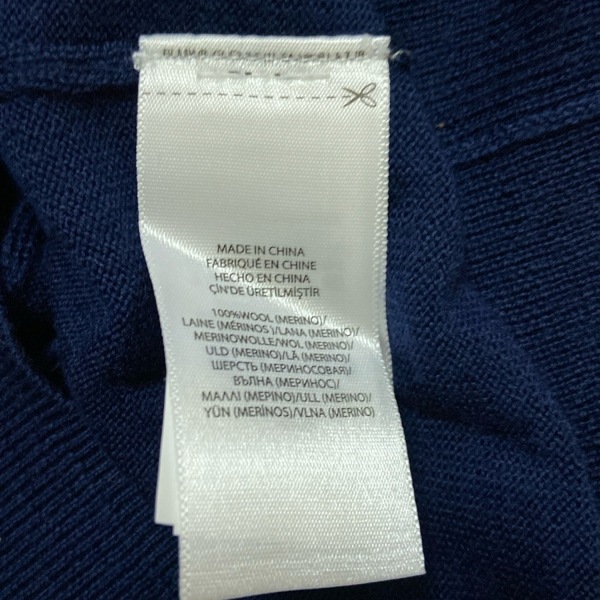 MADE IN CHINA
FABRIQUÉ EN CHINE
HECHO EN CHINA
ÇİN'DE ÜRETİLMİŞTİR
100%WOOL (MERINO)/
LAINE (MÉRINOS)/LANA (MERINO)/
MERINOWOLLE/WOL (MERINO)/
ULD (MERINO)/LÃ (MERINO)/
ШЕРСТЬ (МЕРИНОСОВАЯ)/
ВЪЛНА (МЕРИНОС)/
ΜΑΛΛΙ (ΜΕΡΙΝΟ)/ULL (MERINO)/
YÜN (MERİNOS)/VLNA (MERINO)